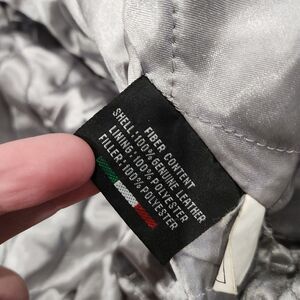 FIBER CONTENT
SHELL: 100% GENUINE LEATHER
LINING: 100% POLYESTER
FILLER: 100% POLYESTER